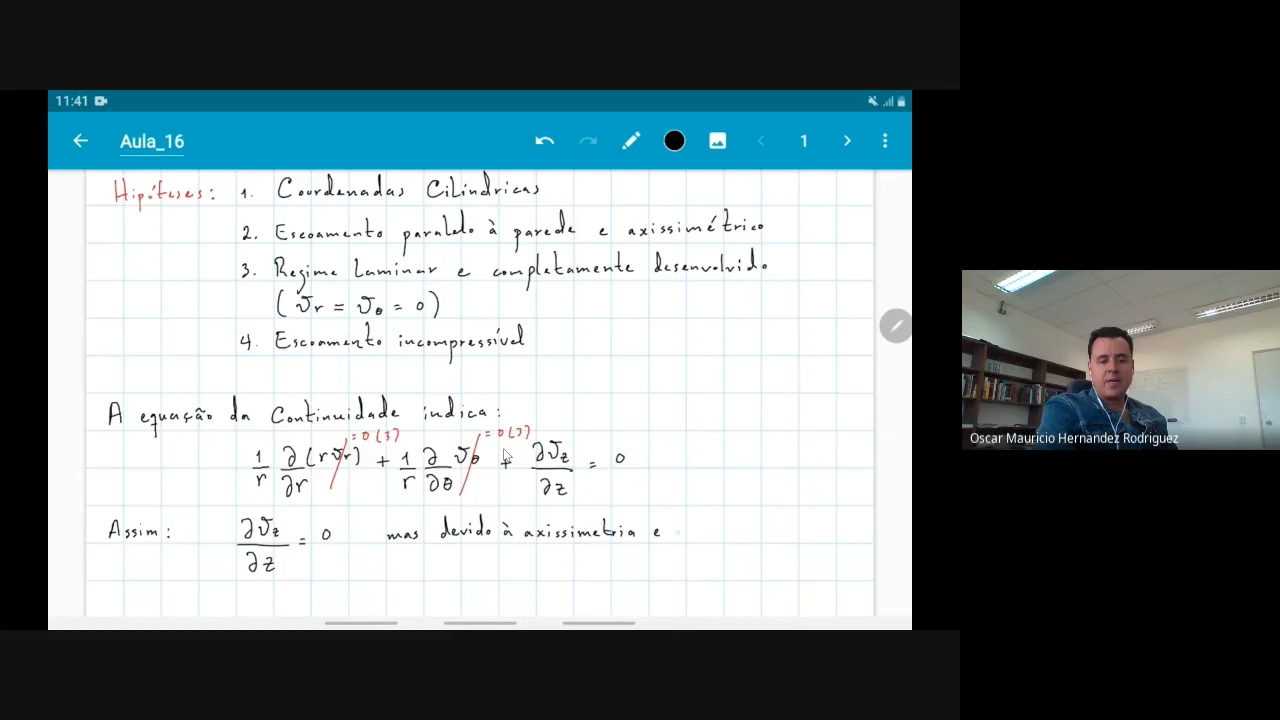 11:41
Aula_16
1
Hipóteses: 1. Coordenadas Cilíndricas
2. Escoamento paralelo à parede e axissimétrico
3. Regime Laminar e completamente desenvolvido
(vr = vθ = 0)
4. Escoamento incompressível
A equação da Continuidade indica:
= 0 (3) = 0 (3)
1/r ∂(r vr)/∂r + 1/r ∂/∂θ vθ + ∂vz/∂z = 0
Assim: ∂vz/∂z = 0 mas devido à axissimetria e
Oscar Mauricio Hernandez Rodriguez